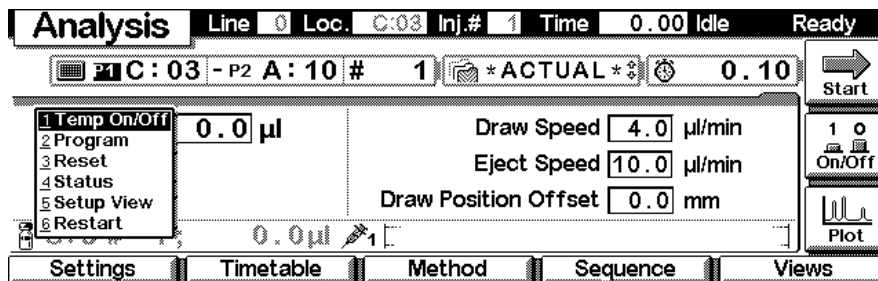 Analysis Line 0 Loc. C:03 Inj.# 1 Time 0.00 Idle Ready
P1 C:03 - P2 A:10 # 1 *ACTUAL* 0.10
Start
1 Temp On/Off
2 Program
3 Reset
4 Status
5 Setup View
6 Restart
0.0 µl
Draw Speed 4.0 µl/min
Eject Speed 10.0 µl/min
Draw Position Offset 0.0 mm
1 0
On/Off
0.0µl 1
Plot
Settings Timetable Method Sequence Views